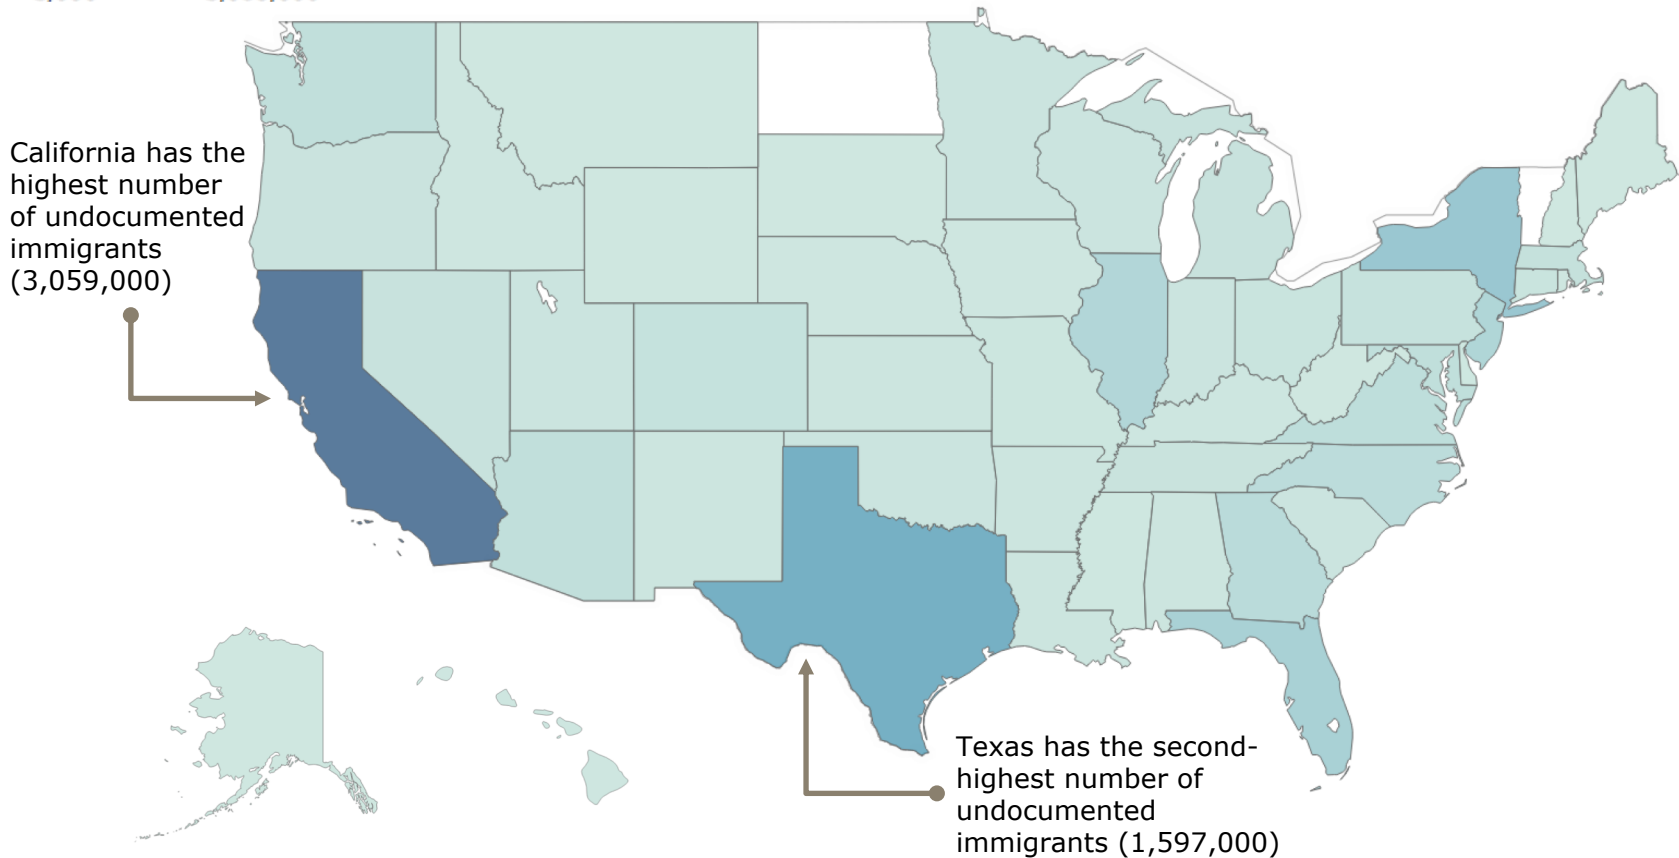 California has the
highest number
of undocumented
immigrants
(3,059,000)
Texas has the second-
highest number of
undocumented
immigrants (1,597,000)